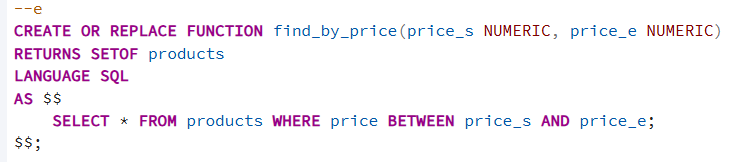 --e
CREATE OR REPLACE FUNCTION find_by_price(price_s NUMERIC, price_e NUMERIC)
RETURNS SETOF products
LANGUAGE SQL
AS $$
    SELECT * FROM products WHERE price BETWEEN price_s AND price_e;
$$;